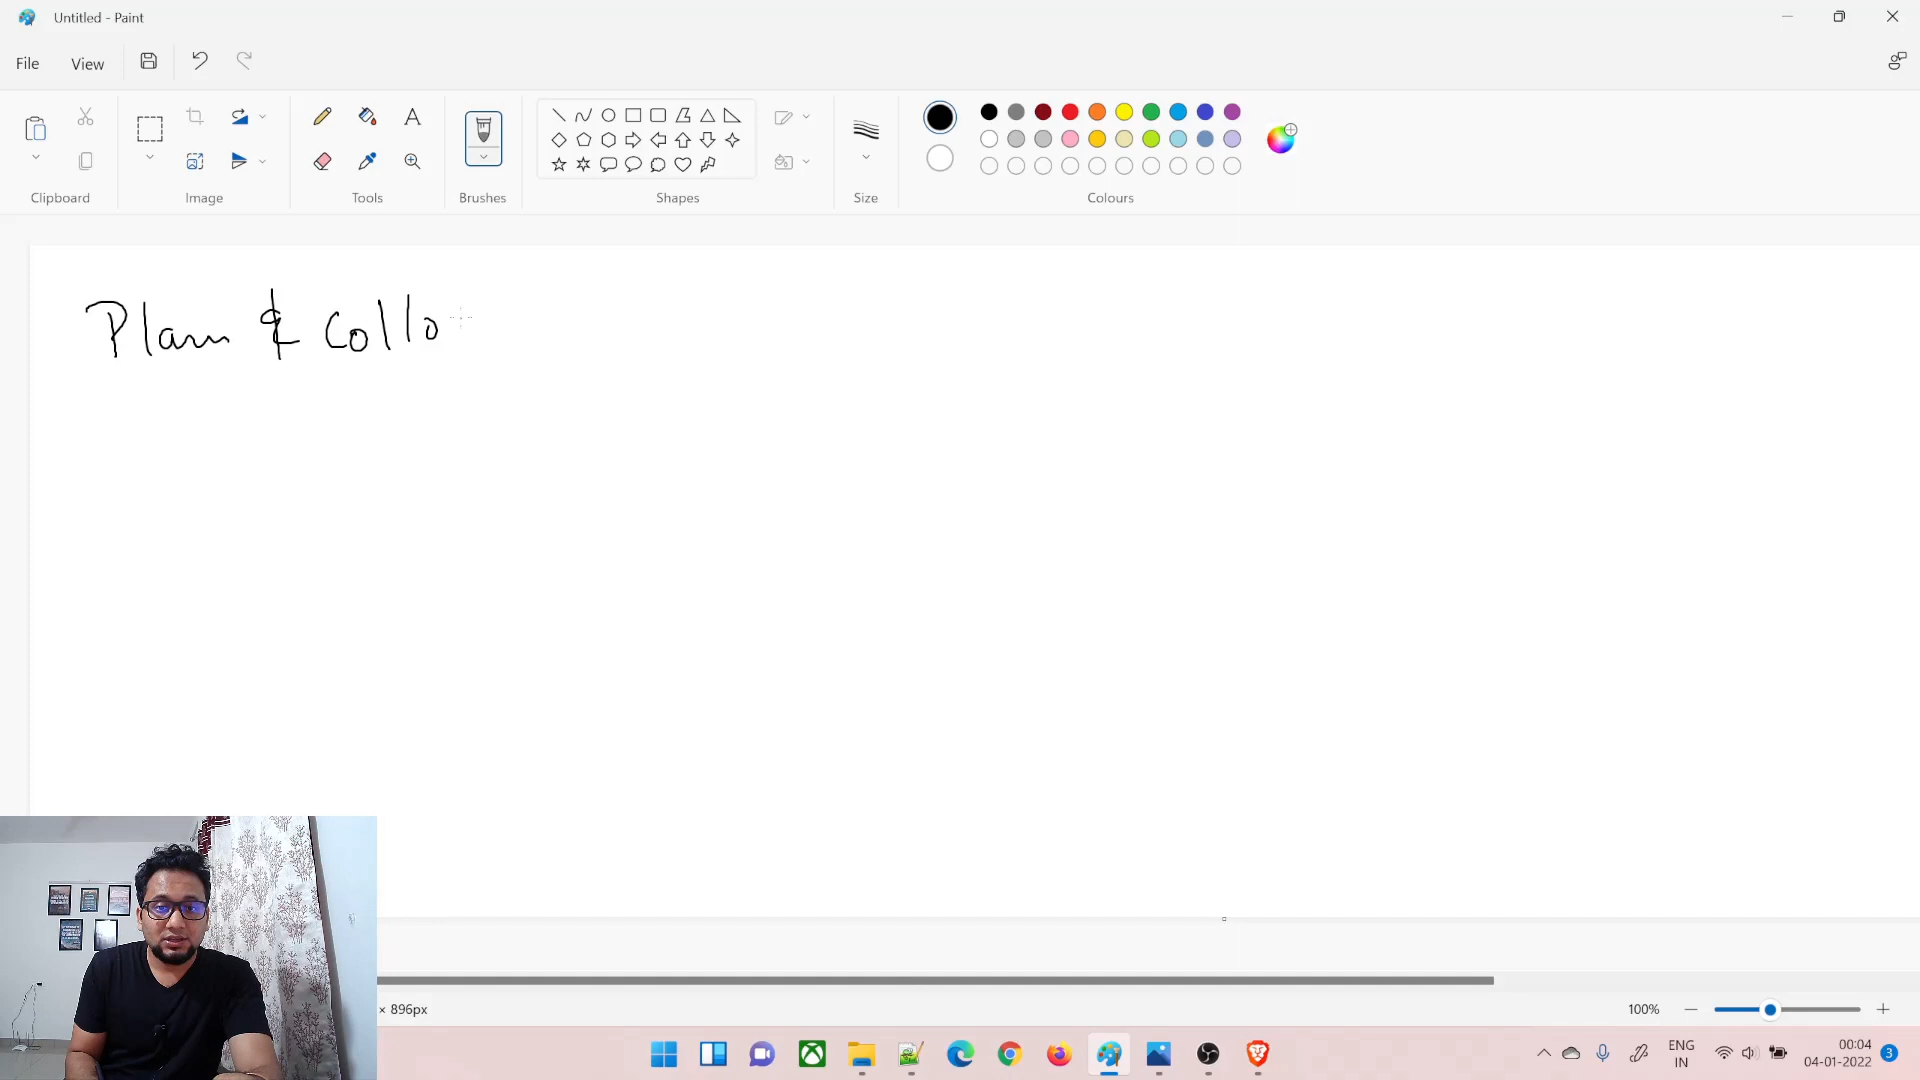 Untitled - Paint
File
View
Clipboard
Image
Tools
Brushes
Shapes
Size
Colours
Plan & Collo
× 896px
100%
ENG
IN
00:04
04-01-2022
3